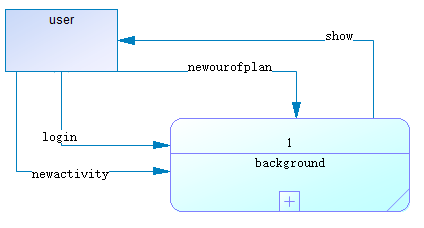 user
show
newourofplan
login
1
background
newactivity